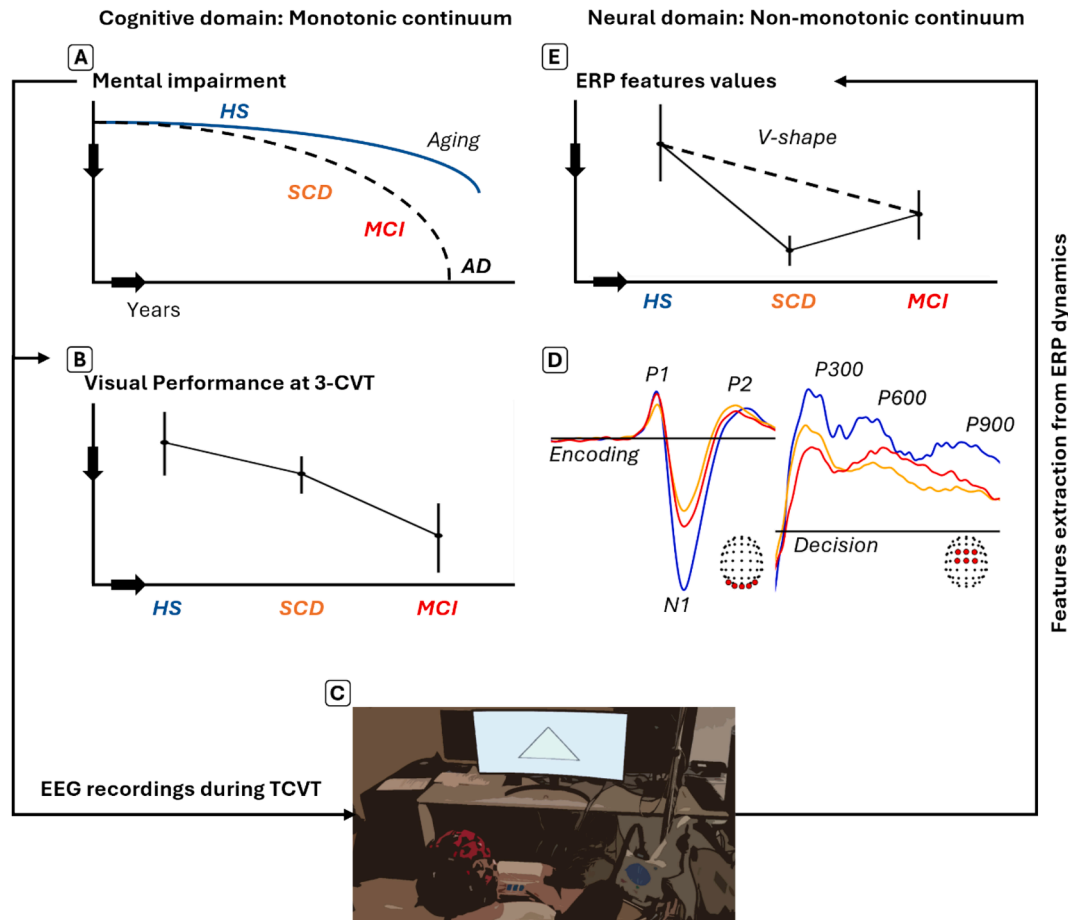 Cognitive domain: Monotonic continuum
Neural domain: Non-monotonic continuum
A
Mental impairment
HS
Aging
SCD
MCI
AD
Years
E
ERP features values
V-shape
HS
SCD
MCI
B
Visual Performance at 3-CVT
HS
SCD
MCI
D
P1
P2
P300
P600
P900
Encoding
Decision
N1
Features extraction from ERP dynamics
C
EEG recordings during TCVT